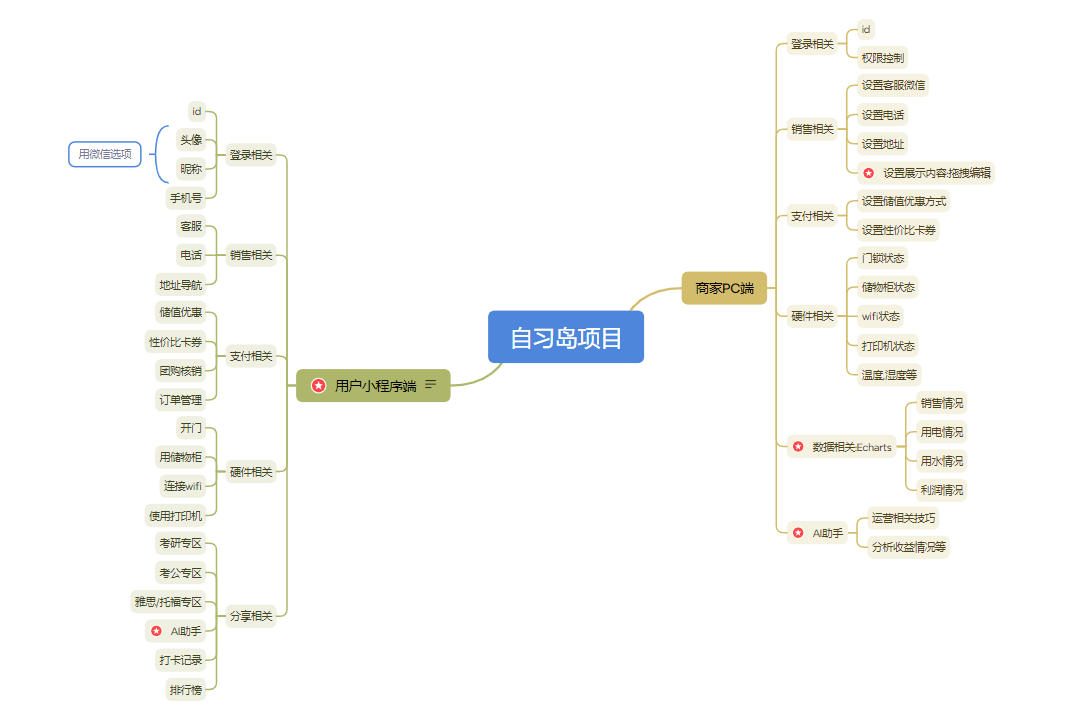 自习岛项目
用户小程序端
登录相关
id
头像
昵称
手机号
用微信选项
销售相关
客服
电话
地址导航
支付相关
储值优惠
性价比卡券
团购核销
订单管理
硬件相关
开门
用储物柜
连接wifi
使用打印机
分享相关
考研专区
考公专区
雅思/托福专区
AI助手
打卡记录
排行榜
商家PC端
登录相关
id
权限控制
销售相关
设置客服微信
设置电话
设置地址
设置展示内容:拖拽编辑
支付相关
设置储值优惠方式
设置性价比卡券
硬件相关
门锁状态
储物柜状态
wifi状态
打印机状态
温度,湿度等
数据相关:Echarts
销售情况
用电情况
用水情况
利润情况
AI助手
运营相关技巧
分析收益情况等